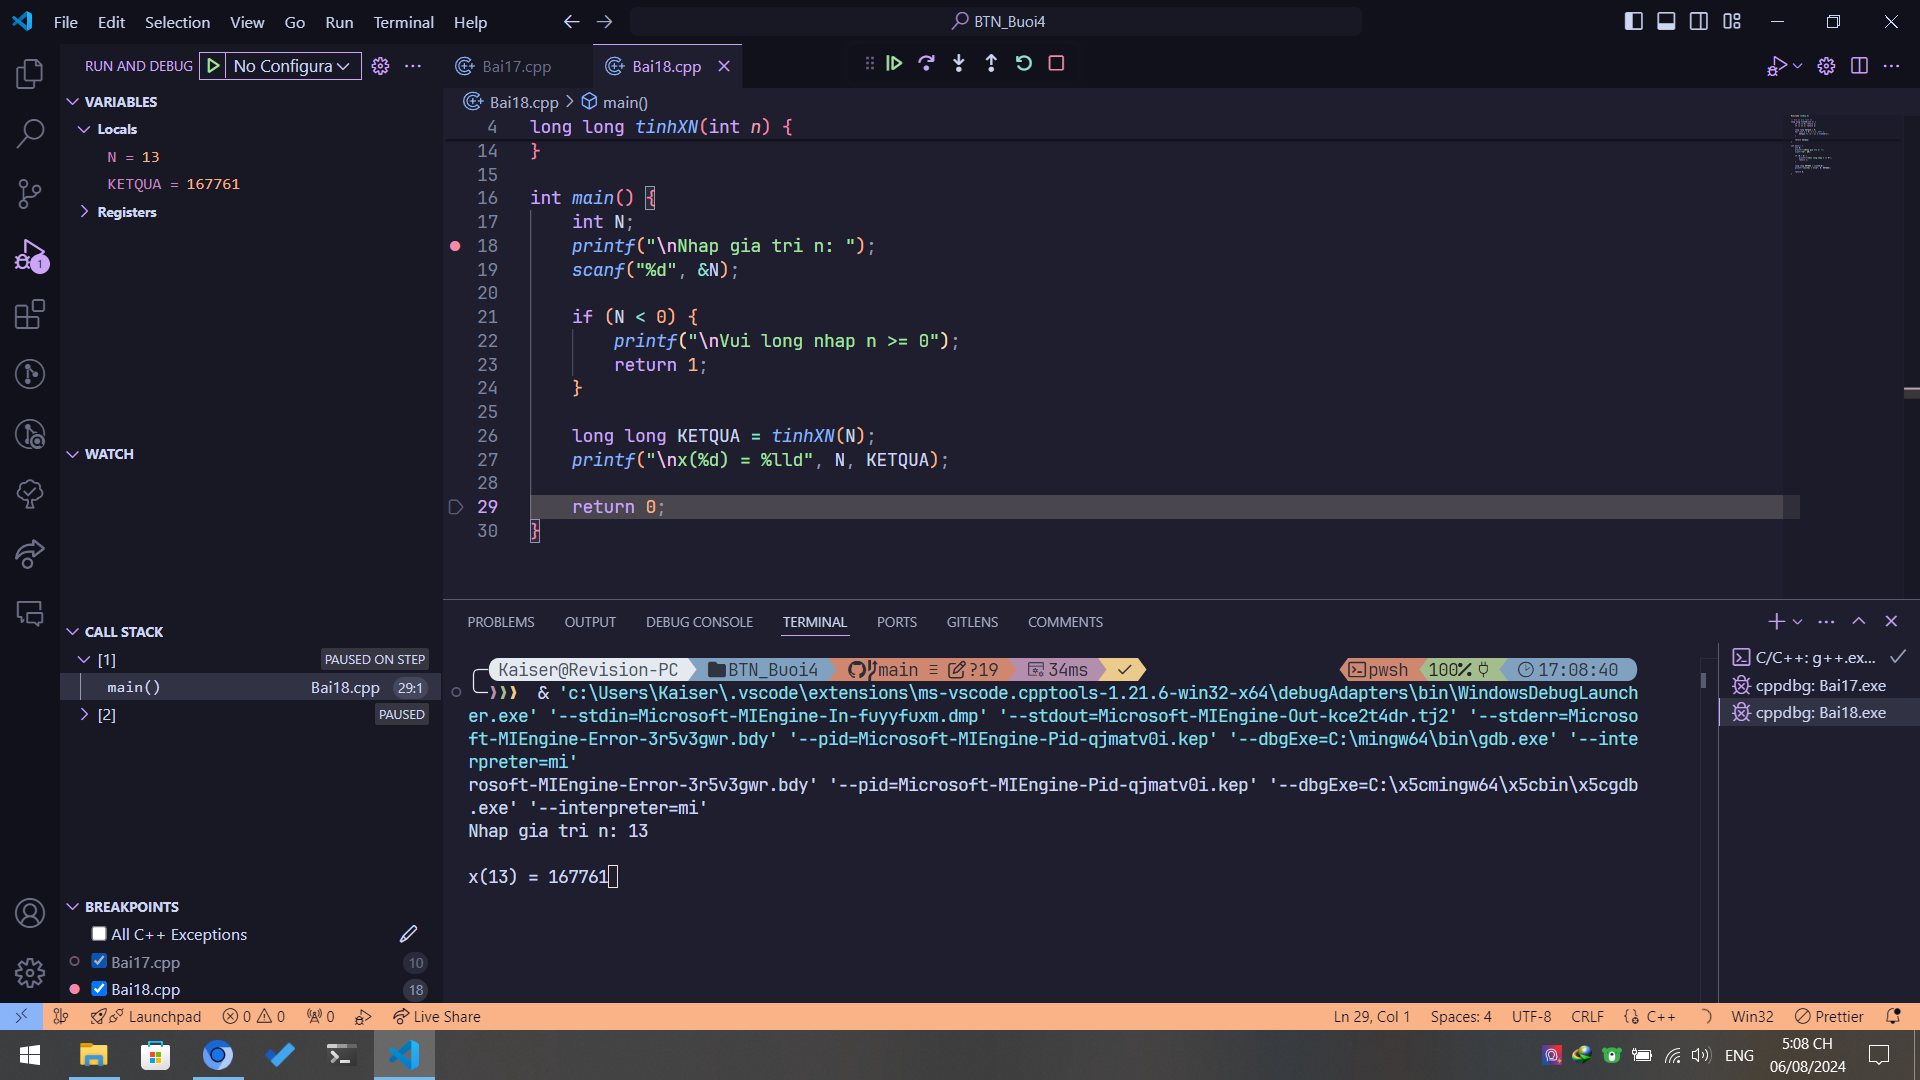 File Edit Selection View Go Run Terminal Help
BTN_Buoi4
RUN AND DEBUG
No Configura
Bai17.cpp
Bai18.cpp
VARIABLES
Locals
N = 13
KETQUA = 167761
Registers
WATCH
CALL STACK
[1] PAUSED ON STEP
main() Bai18.cpp 29:1
[2] PAUSED
BREAKPOINTS
All C++ Exceptions
Bai17.cpp 10
Bai18.cpp 18
1
Bai18.cpp > main()
4 long long tinhXN(int n) {
14 }
15
16 int main() {
17 int N;
18 printf("\nNhap gia tri n: ");
19 scanf("%d", &N);
20
21 if (N < 0) {
22 printf("\nVui long nhap n >= 0");
23 return 1;
24 }
25
26 long long KETQUA = tinhXN(N);
27 printf("\nx(%d) = %lld", N, KETQUA);
28
29 return 0;
30 }
PROBLEMS OUTPUT DEBUG CONSOLE TERMINAL PORTS GITLENS COMMENTS
Kaiser@Revision-PC BTN_Buoi4 main ≡ ?19 34ms pwsh 100% 17:08:40
& 'c:\Users\Kaiser\.vscode\extensions\ms-vscode.cpptools-1.21.6-win32-x64\debugAdapters\bin\WindowsDebugLaunch
er.exe' '--stdin=Microsoft-MIEngine-In-fuyyfuxm.dmp' '--stdout=Microsoft-MIEngine-Out-kce2t4dr.tj2' '--stderr=Microso
ft-MIEngine-Error-3r5v3gwr.bdy' '--pid=Microsoft-MIEngine-Pid-qjmatv0i.kep' '--dbgExe=C:\mingw64\bin\gdb.exe' '--inte
rpreter=mi'
rosoft-MIEngine-Error-3r5v3gwr.bdy' '--pid=Microsoft-MIEngine-Pid-qjmatv0i.kep' '--dbgExe=C:\x5cmingw64\x5cbin\x5cgdb
.exe' '--interpreter=mi'
Nhap gia tri n: 13
x(13) = 167761
C/C++: g++.ex...
cppdbg: Bai17.exe
cppdbg: Bai18.exe
Launchpad 0 0 0 Live Share
Ln 29, Col 1 Spaces: 4 UTF-8 CRLF C++ Win32 Prettier
ENG
5:08 CH
06/08/2024